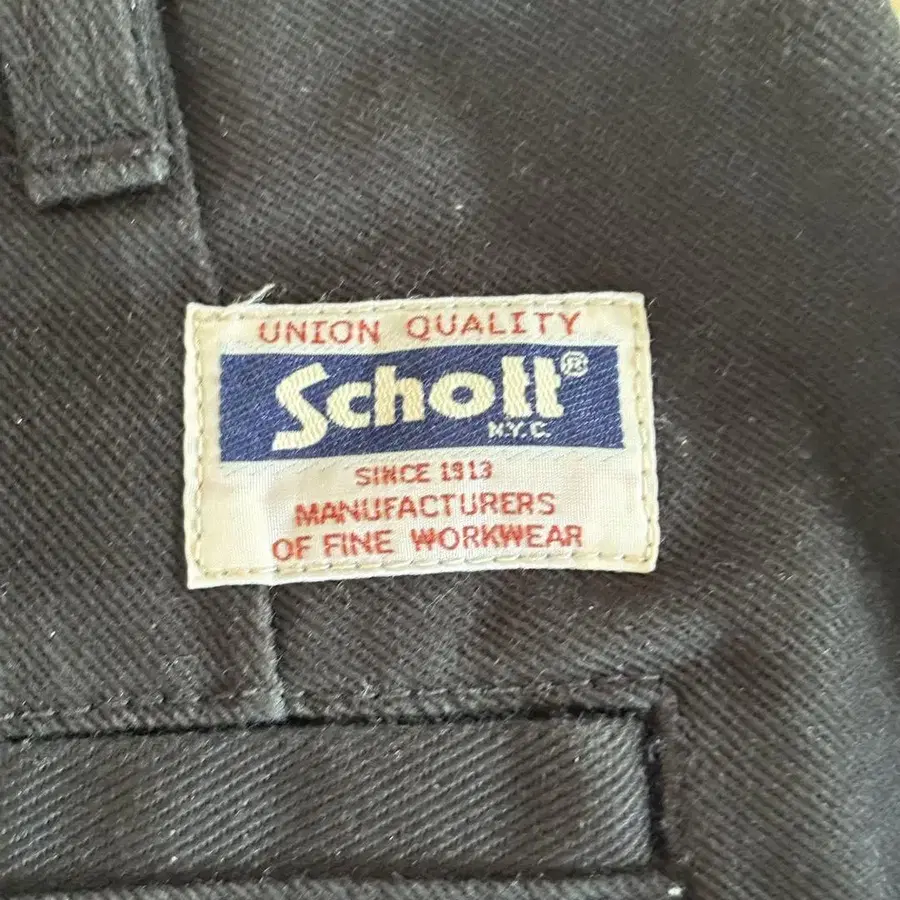 UNION QUALITY
Schott®
N.Y.C.
SINCE 1913
MANUFACTURERS
OF FINE WORKWEAR